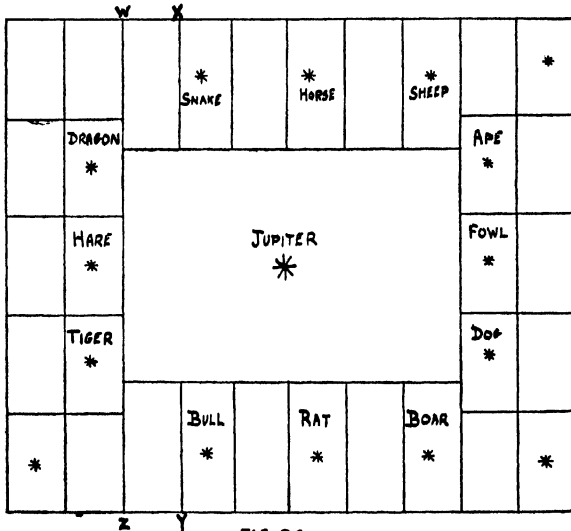 W X
SNAKE HORSE SHEEP
DRAGON APE
HARE JUPITER FOWL
TIGER DOG
BULL RAT BOAR
Z Y